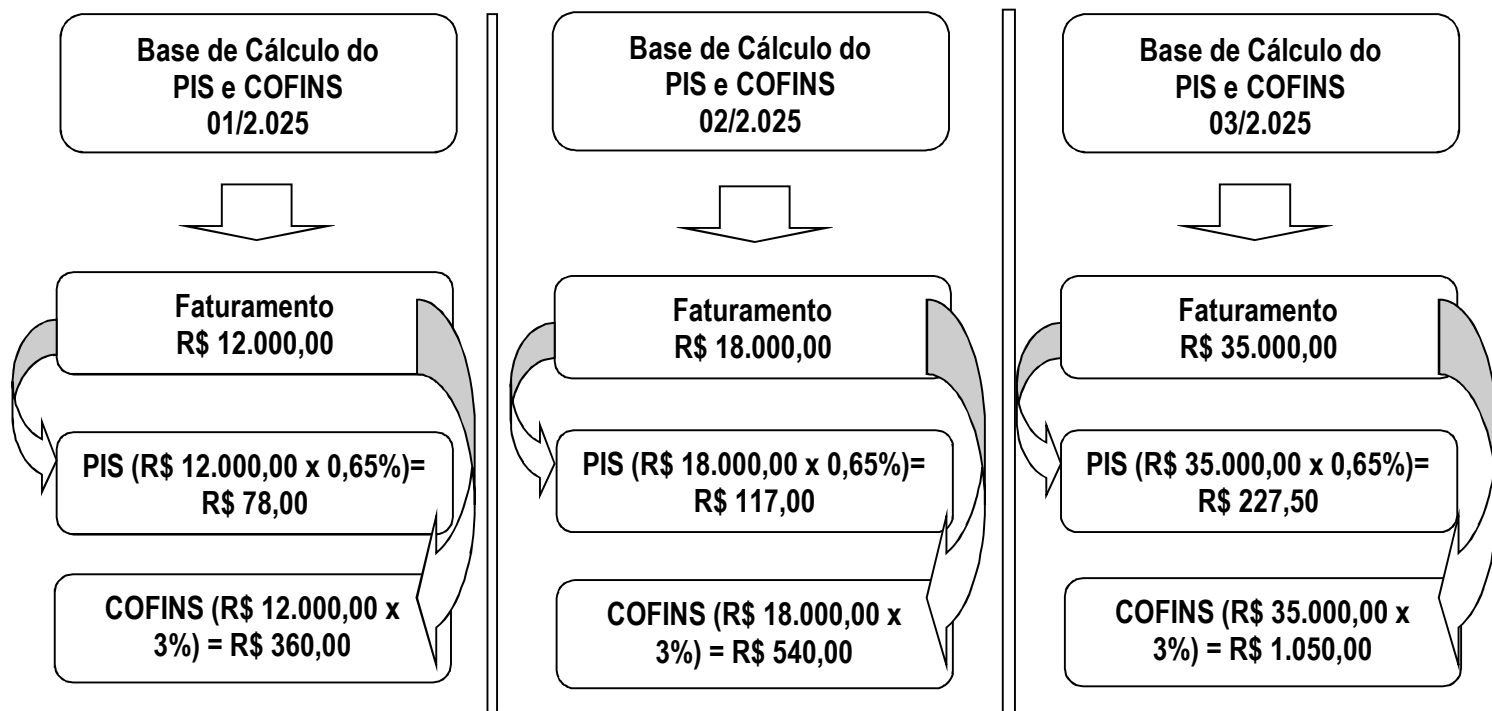 Base de Cálculo do
PIS e COFINS
01/2.025
Faturamento
R$ 12.000,00
PIS (R$ 12.000,00 x 0,65%)=
R$ 78,00
COFINS (R$ 12.000,00 x
3%) = R$ 360,00
Base de Cálculo do
PIS e COFINS
02/2.025
Faturamento
R$ 18.000,00
PIS (R$ 18.000,00 x 0,65%)=
R$ 117,00
COFINS (R$ 18.000,00 x
3%) = R$ 540,00
Base de Cálculo do
PIS e COFINS
03/2.025
Faturamento
R$ 35.000,00
PIS (R$ 35.000,00 x 0,65%)=
R$ 227,50
COFINS (R$ 35.000,00 x
3%) = R$ 1.050,00